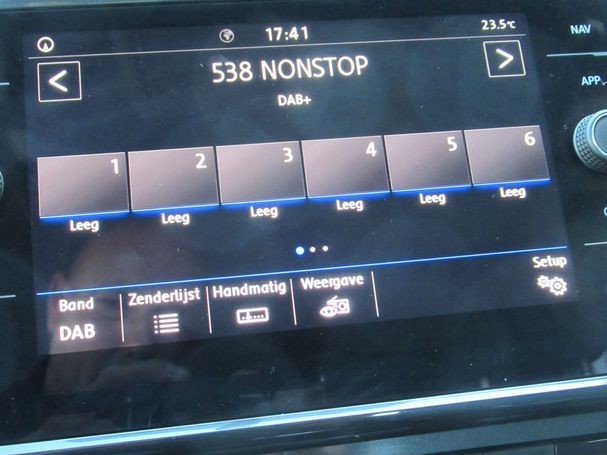 17:41
23.5°C
NAV
538 NONSTOP
DAB+
APP
1 2 3 4 5 6
Leeg Leeg Leeg Leeg Leeg Leeg
Band Zenderlijst Handmatig Weergave Setup
DAB